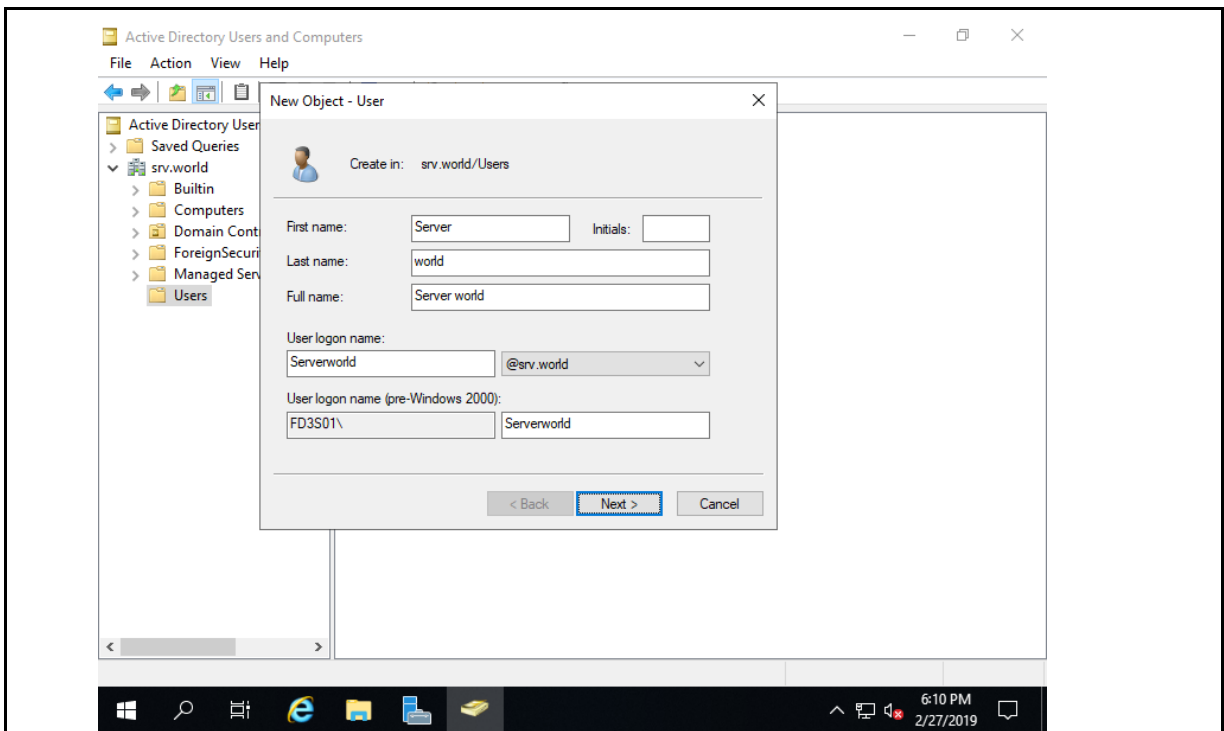 Active Directory Users and Computers
File Action View Help
New Object - User
Active Directory User
Saved Queries
srv.world
Builtin
Computers
Domain Cont
ForeignSecuri
Managed Serv
Users
Create in: srv.world/Users
First name: Server Initials:
Last name: world
Full name: Server world
User logon name:
Serverworld @srv.world
User logon name (pre-Windows 2000):
FD3S01\ Serverworld
< Back Next > Cancel
6:10 PM
2/27/2019